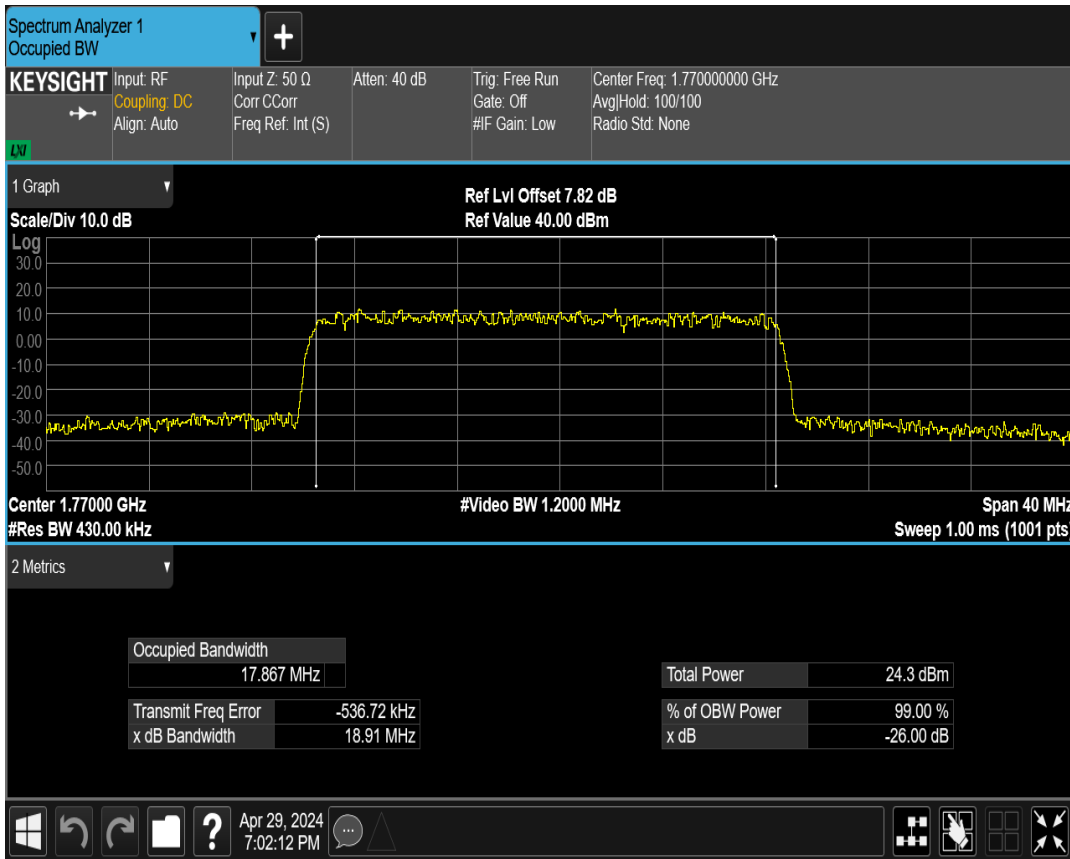 Spectrum Analyzer 1
Occupied BW
KEYSIGHT
LXI
Input: RF
Coupling: DC
Align: Auto
Input Z: 50 Ω
Corr CCorr
Freq Ref: Int (S)
Atten: 40 dB
Trig: Free Run
Gate: Off
#IF Gain: Low
Center Freq: 1.770000000 GHz
Avg|Hold: 100/100
Radio Std: None
1 Graph
Ref Lvl Offset 7.82 dB
Scale/Div 10.0 dB
Ref Value 40.00 dBm
Log
30.0
20.0
10.0
0.00
-10.0
-20.0
-30.0
-40.0
-50.0
Center 1.77000 GHz
#Video BW 1.2000 MHz
Span 40 MHz
#Res BW 430.00 kHz
Sweep 1.00 ms (1001 pts)
2 Metrics
Occupied Bandwidth
17.867 MHz
Total Power 24.3 dBm
Transmit Freq Error -536.72 kHz
% of OBW Power 99.00 %
x dB Bandwidth 18.91 MHz
x dB -26.00 dB
?
Apr 29, 2024
7:02:12 PM